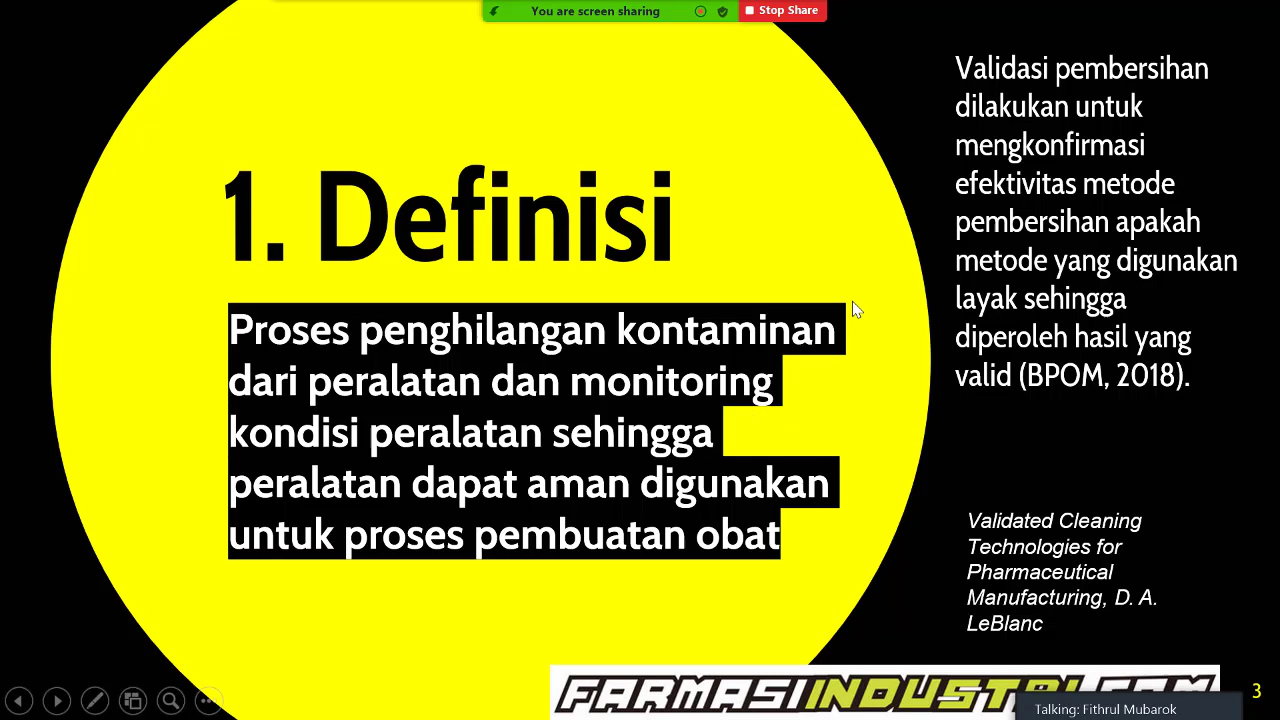 You are screen sharing
Stop Share
1. Definisi
Proses penghilangan kontaminan
dari peralatan dan monitoring
kondisi peralatan sehingga
peralatan dapat aman digunakan
untuk proses pembuatan obat
Validasi pembersihan
dilakukan untuk
mengkonfirmasi
efektivitas metode
pembersihan apakah
metode yang digunakan
layak sehingga
diperoleh hasil yang
valid (BPOM, 2018).
Validated Cleaning
Technologies for
Pharmaceutical
Manufacturing, D. A.
LeBlanc
FARMASIINDUSTRI.COM
3
Talking: Fithrul Mubarok